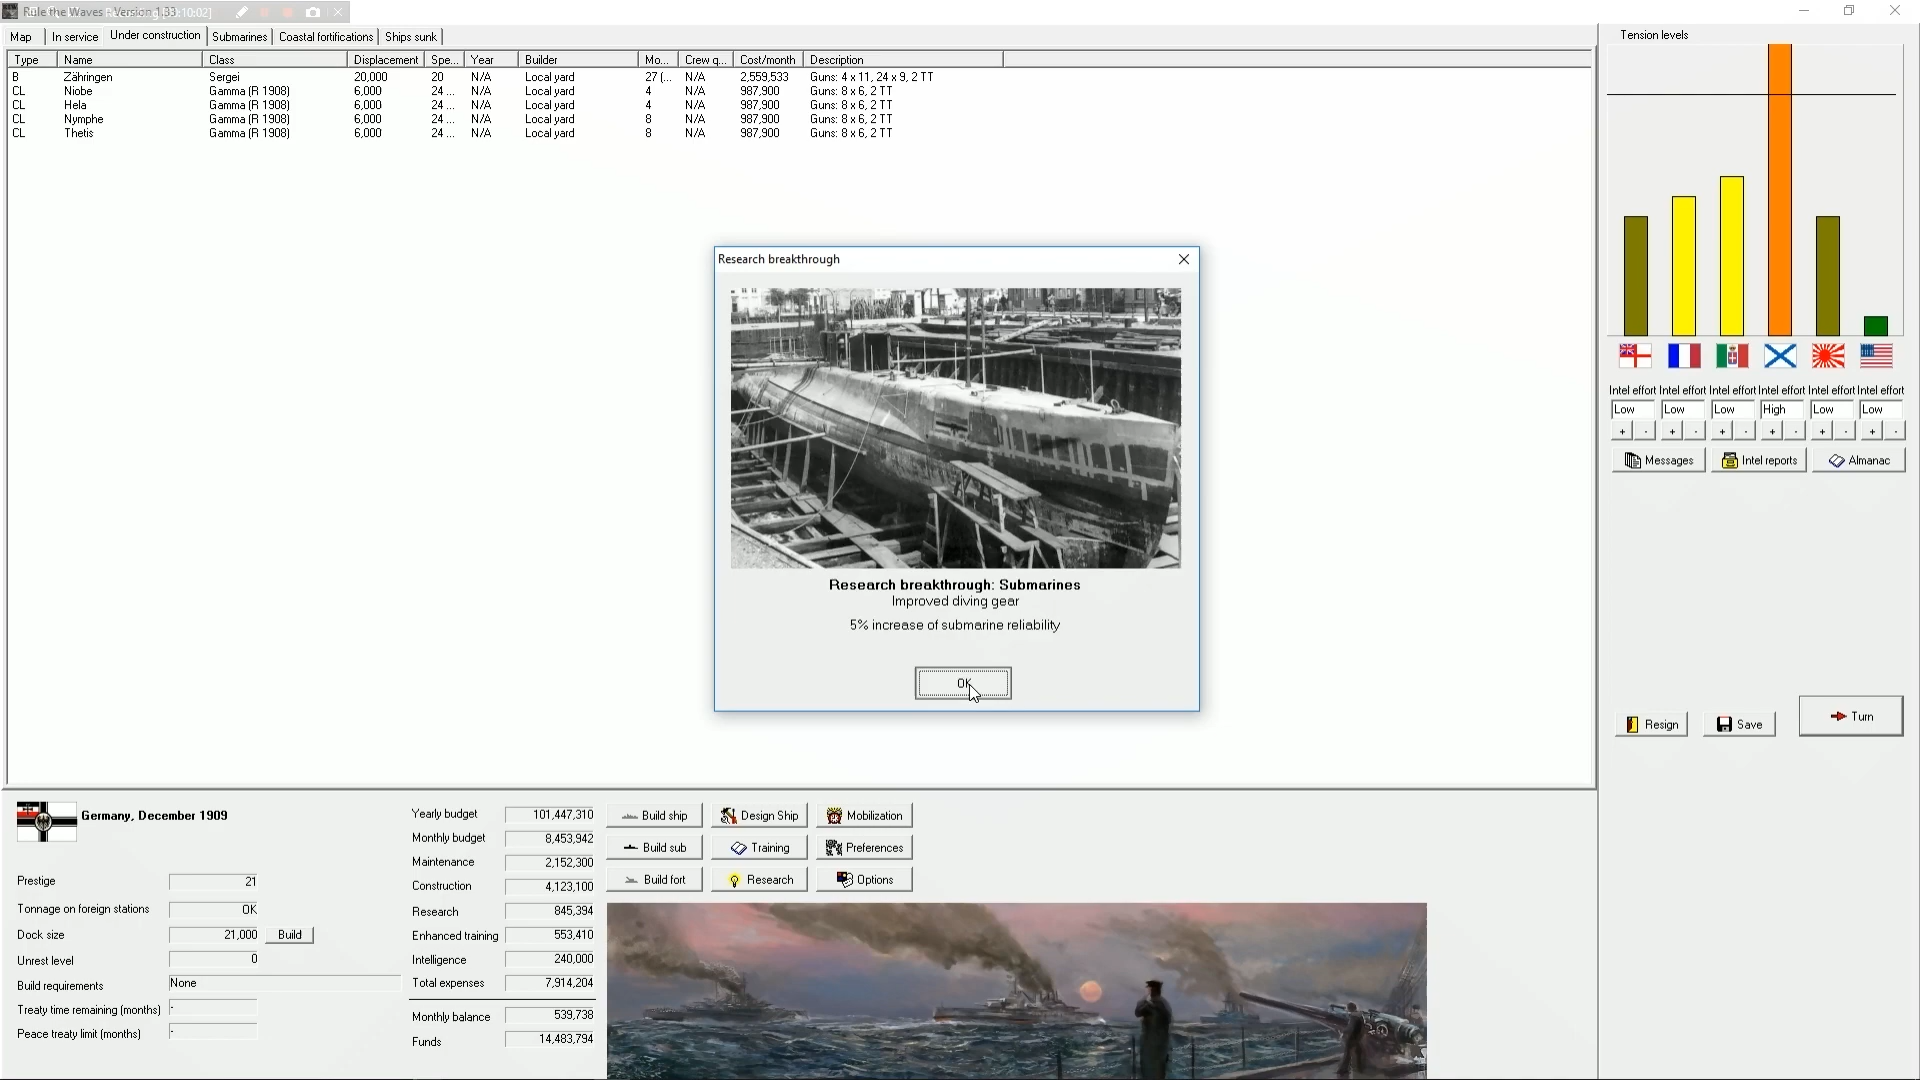 Rule the Waves - Version 1.33
Map In service Under construction Submarines Coastal fortifications Ships sunk
Type Name Class Displacement Spe... Year Builder Mo... Crew q... Cost/month Description
B Zähringen Sergei 20,000 20 N/A Local yard 27 (... N/A 2,559,533 Guns: 4 x 11, 24 x 9, 2 TT
CL Niobe Gamma (R 1908) 6,000 24 ... N/A Local yard 4 N/A 987,900 Guns: 8 x 6, 2 TT
CL Hela Gamma (R 1908) 6,000 24 ... N/A Local yard 4 N/A 987,900 Guns: 8 x 6, 2 TT
CL Nymphe Gamma (R 1908) 6,000 24 ... N/A Local yard 8 N/A 987,900 Guns: 8 x 6, 2 TT
CL Thetis Gamma (R 1908) 6,000 24 ... N/A Local yard 8 N/A 987,900 Guns: 8 x 6, 2 TT
Research breakthrough
Research breakthrough: Submarines
Improved diving gear
5% increase of submarine reliability
OK
Tension levels
Intel effort Intel effort Intel effort Intel effort Intel effort Intel effort
Low Low Low High Low Low
+ - + - + - + - + - + -
Messages Intel reports Almanac
Resign Save Turn
Germany, December 1909
Prestige 21
Tonnage on foreign stations OK
Dock size 21,000 Build
Unrest level 0
Build requirements None
Treaty time remaining (months) -
Peace treaty limit (months) -
Yearly budget 101,447,310
Monthly budget 8,453,942
Maintenance 2,152,300
Construction 4,123,100
Research 845,394
Enhanced training 553,410
Intelligence 240,000
Total expenses 7,914,204
Monthly balance 539,738
Funds 14,483,794
Build ship Design Ship Mobilization
Build sub Training Preferences
Build fort Research Options